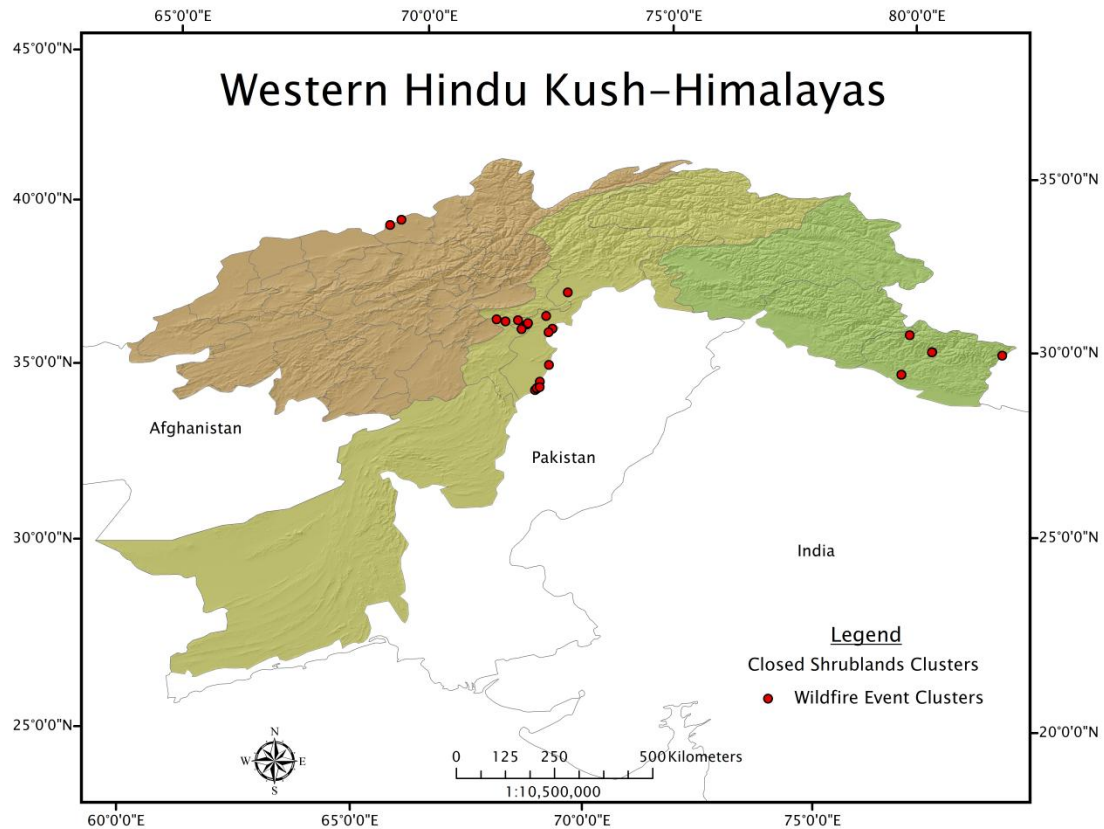 65°0'0"E 70°0'0"E 75°0'0"E 80°0'0"E
45°0'0"N
Western Hindu Kush-Himalayas
40°0'0"N
35°0'0"N
35°0'0"N
30°0'0"N
Afghanistan
Pakistan
30°0'0"N
25°0'0"N
India
Legend
Closed Shrublands Clusters
Wildfire Event Clusters
25°0'0"N
20°0'0"N
N
W E
S
0 125 250 500 Kilometers
1:10,500,000
60°0'0"E 65°0'0"E 70°0'0"E 75°0'0"E